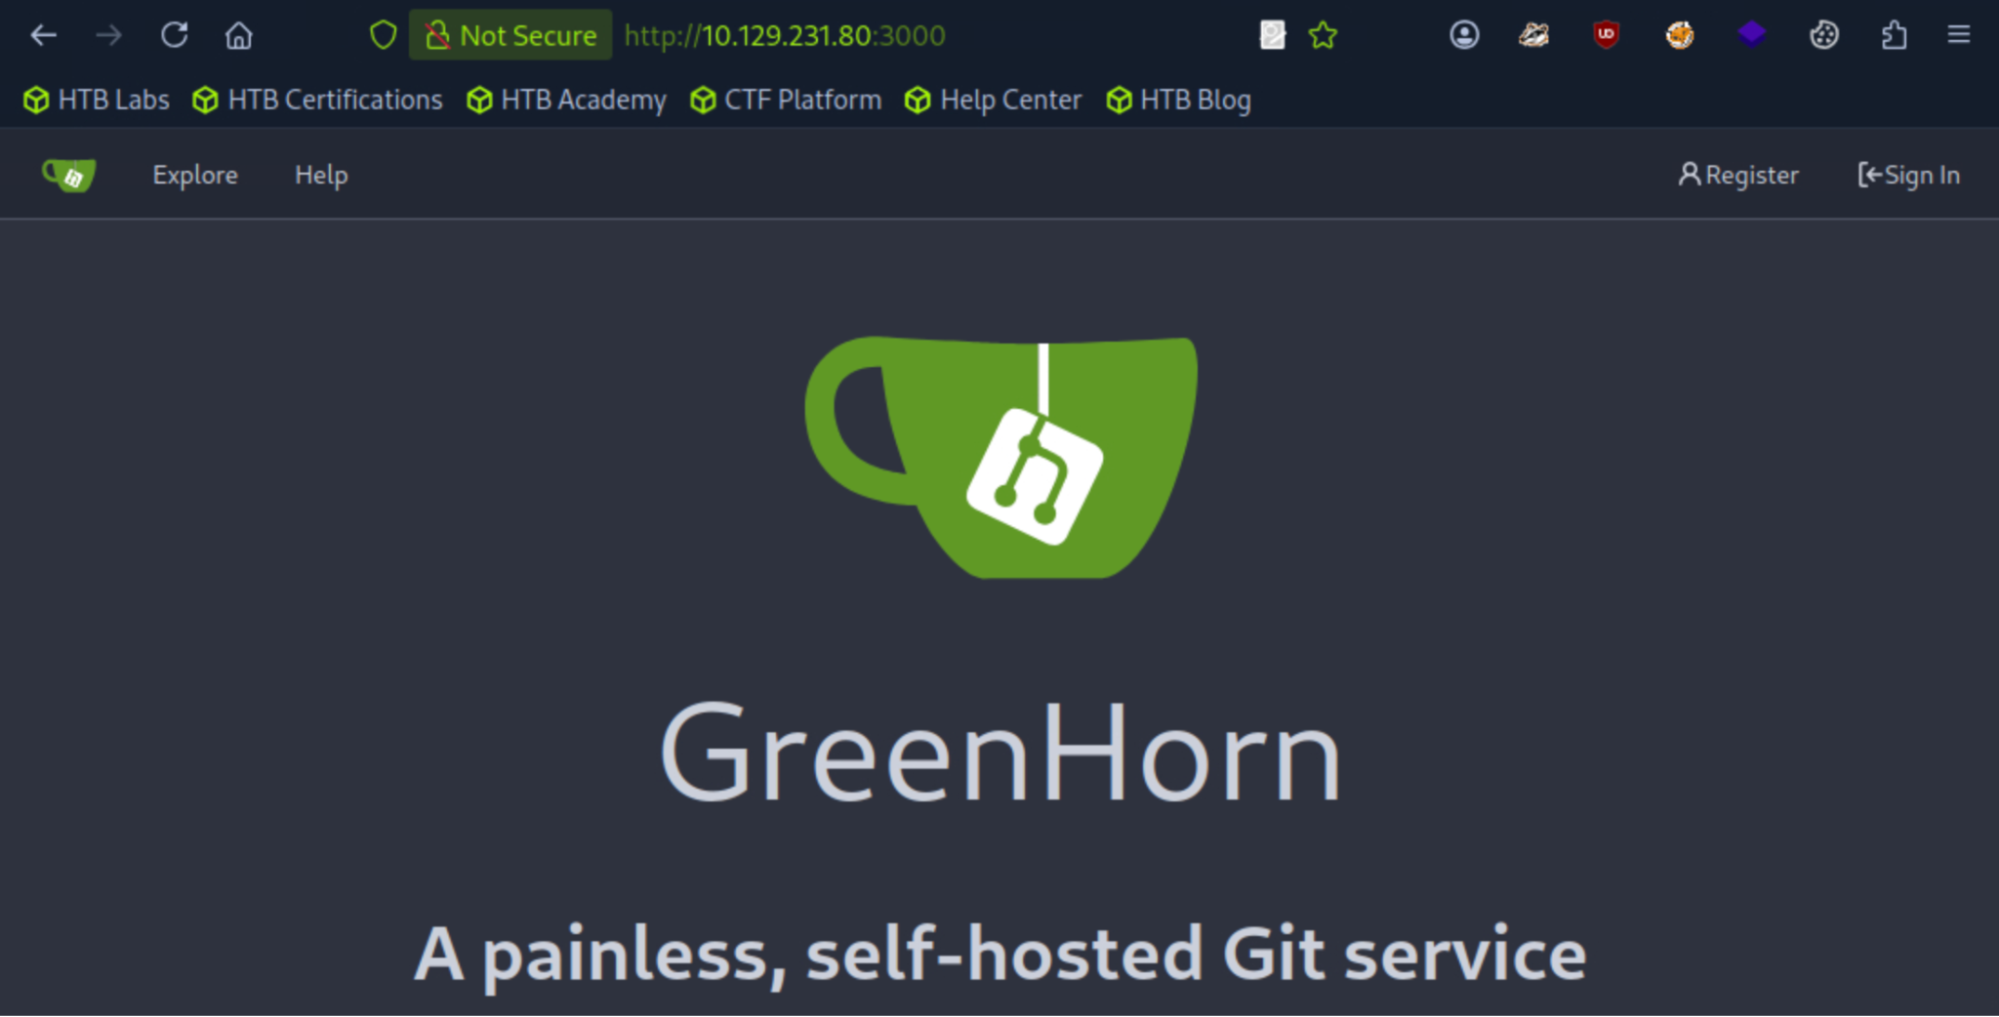 Not Secure http://10.129.231.80:3000
HTB Labs HTB Certifications HTB Academy CTF Platform Help Center HTB Blog
Explore Help Register Sign In
GreenHorn
A painless, self-hosted Git service